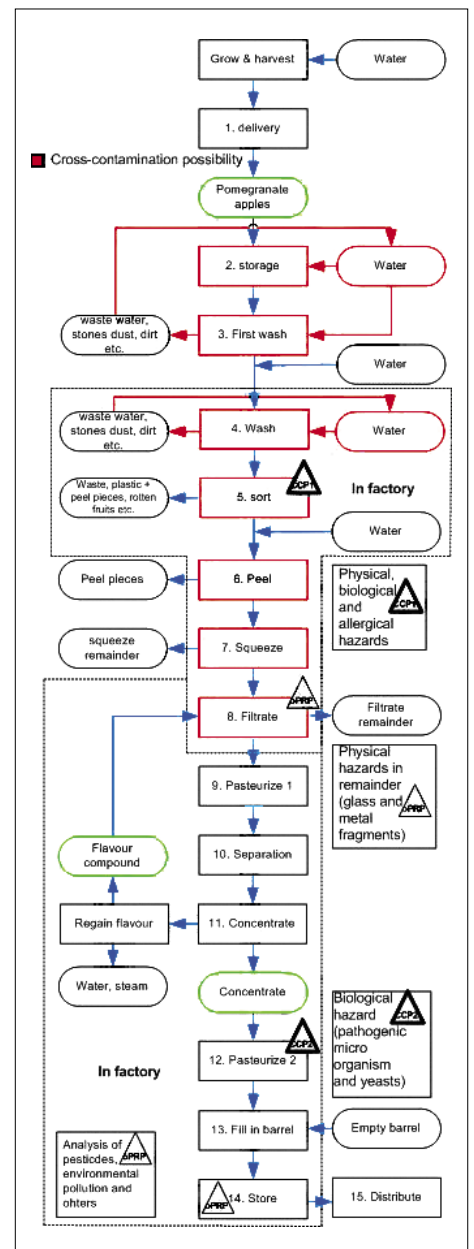 Grow & harvest
Water
1. delivery
Cross-contamination possibility
Pomegranate
apples
2. storage
Water
waste water,
stones dust, dirt
etc.
3. First wash
Water
waste water,
stones dust, dirt
etc.
4. Wash
Water
Waste, plastic +
peel pieces, rotten
fruits etc.
5. sort
CCP1
In factory
Water
Peel pieces
6. Peel
Physical,
biological
and
allergical
hazards
CCP1
squeeze
remainder
7. Squeeze
8. Filtrate
oPRP
Filtrate
remainder
9. Pasteurize 1
Physical
hazards in
remainder
(glass and
metal
fragments)
oPRP
Flavour
compound
10. Separation
Regain flavour
11. Concentrate
Water, steam
Concentrate
Biological
hazard
(pathogenic
micro
organism
and yeasts)
CCP2
12. Pasteurize 2
CCP2
In factory
13. Fill in barrel
Empty barrel
Analysis of
pesticdes,
environmental
pollution and
ohters
oPRP
oPRP
14. Store
15. Distribute